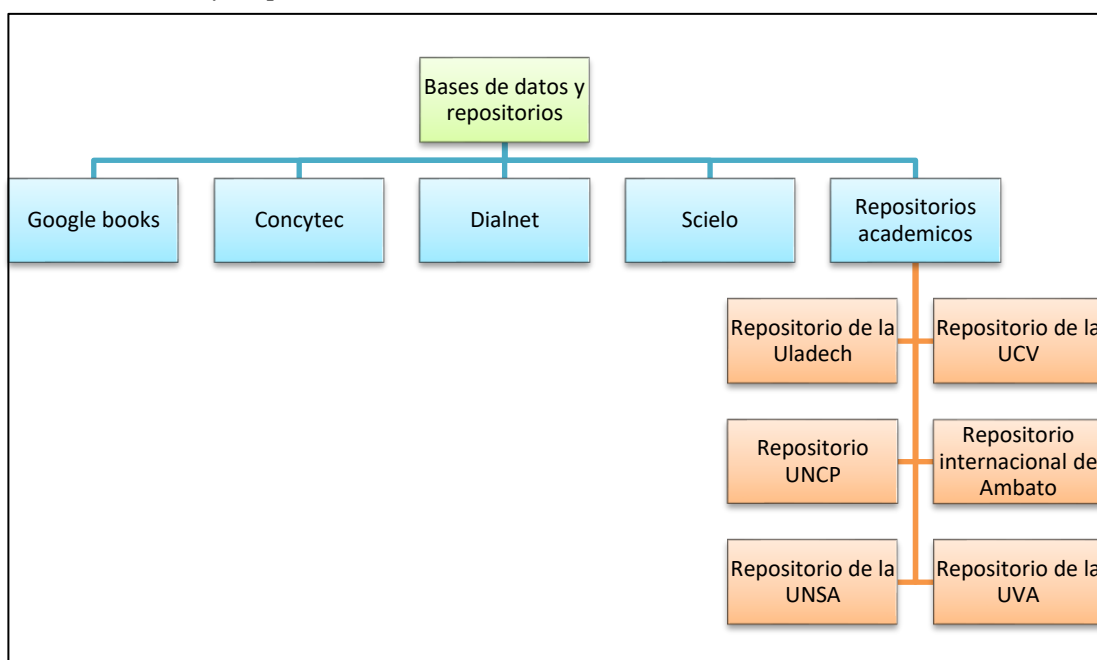 Bases de datos y
repositorios
Google books
Concytec
Dialnet
Scielo
Repositorios
academicos
Repositorio de la
Uladech
Repositorio de la
UCV
Repositorio
UNCP
Repositorio
internacional de
Ambato
Repositorio de la
UNSA
Repositorio de la
UVA